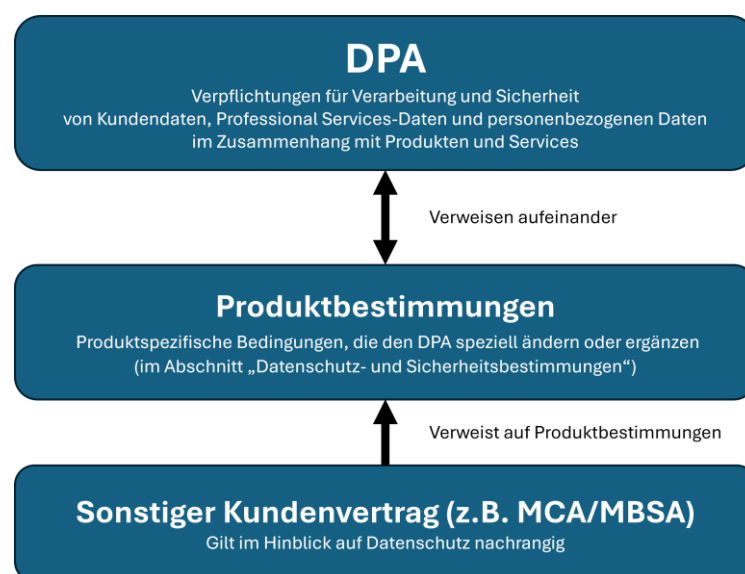 DPA
Verpflichtungen für Verarbeitung und Sicherheit
von Kundendaten, Professional Services-Daten und personenbezogenen Daten
im Zusammenhang mit Produkten und Services
Verweisen aufeinander
Produktbestimmungen
Produktspezifische Bedingungen, die den DPA speziell ändern oder ergänzen
(im Abschnitt „Datenschutz- und Sicherheitsbestimmungen“)
Verweist auf Produktbestimmungen
Sonstiger Kundenvertrag (z.B. MCA/MBSA)
Gilt im Hinblick auf Datenschutz nachrangig